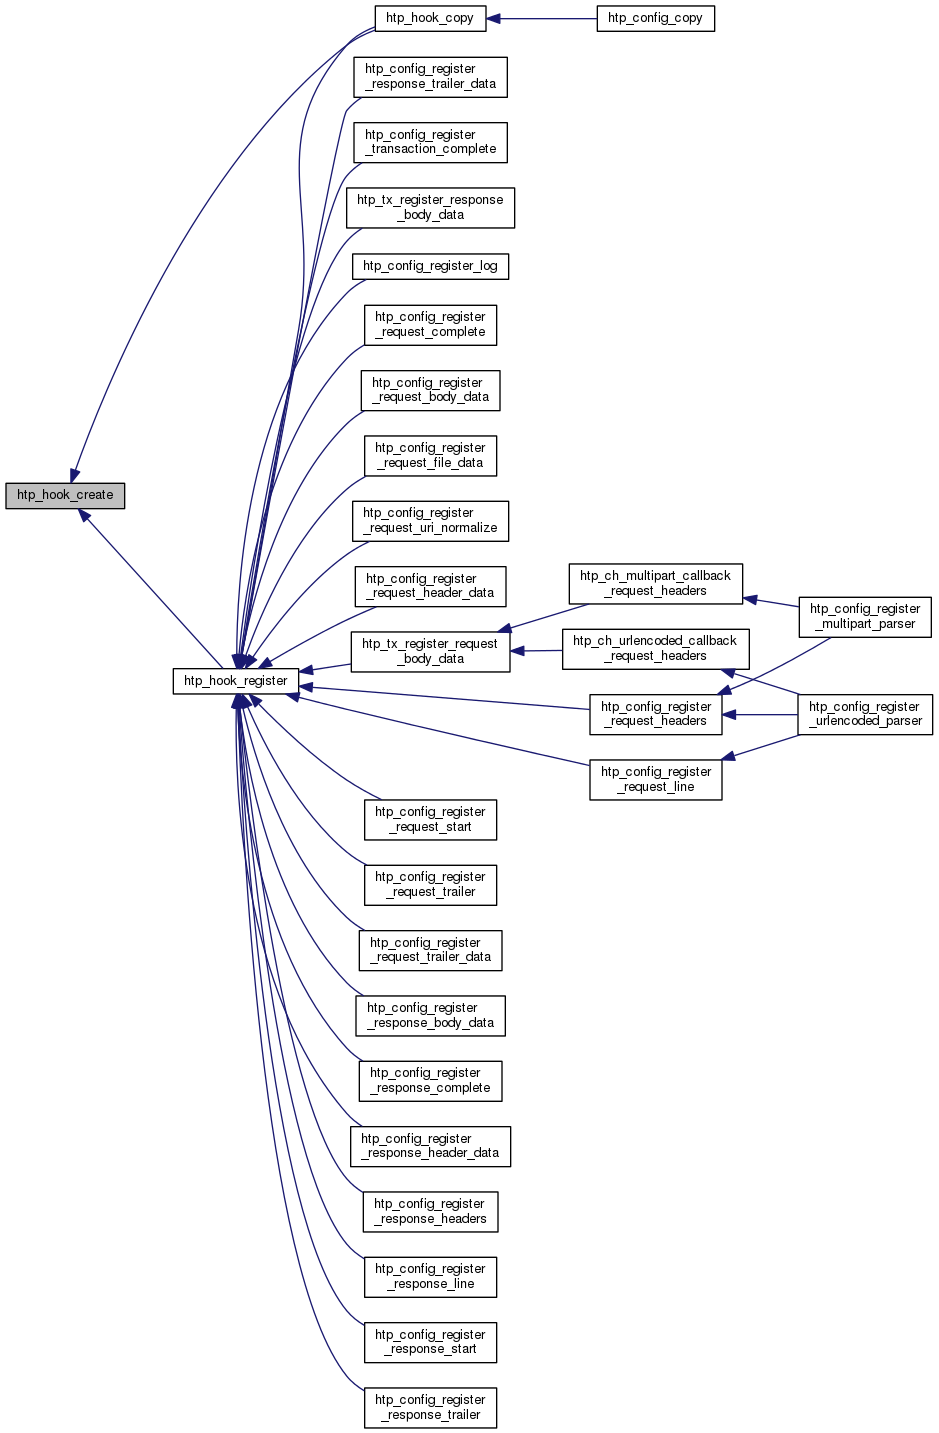 htp_hook_copy
htp_config_copy
htp_config_register
_response_trailer_data
htp_config_register
_transaction_complete
htp_tx_register_response
_body_data
htp_config_register_log
htp_config_register
_request_complete
htp_config_register
_request_body_data
htp_config_register
_request_file_data
htp_hook_create
htp_config_register
_request_uri_normalize
htp_config_register
_request_header_data
htp_ch_multipart_callback
_request_headers
htp_config_register
_multipart_parser
htp_tx_register_request
_body_data
htp_ch_urlencoded_callback
_request_headers
htp_hook_register
htp_config_register
_request_headers
htp_config_register
_urlencoded_parser
htp_config_register
_request_line
htp_config_register
_request_start
htp_config_register
_request_trailer
htp_config_register
_request_trailer_data
htp_config_register
_response_body_data
htp_config_register
_response_complete
htp_config_register
_response_header_data
htp_config_register
_response_headers
htp_config_register
_response_line
htp_config_register
_response_start
htp_config_register
_response_trailer